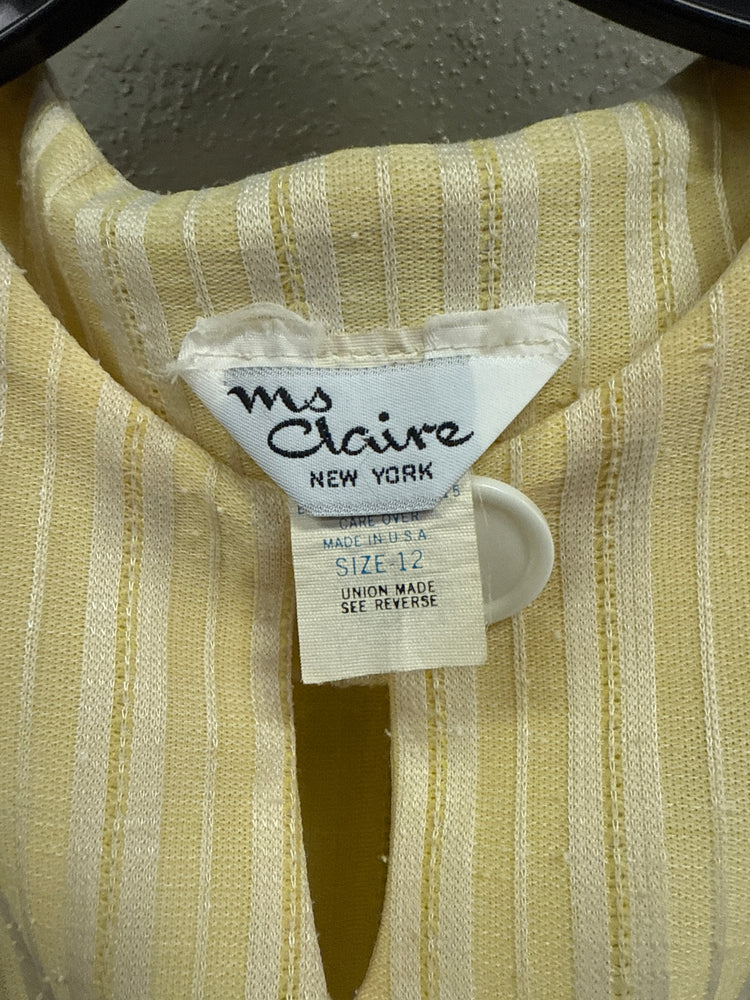 ms
Claire
NEW YORK
CARE OVER
MADE IN U.S.A
SIZE-12
UNION MADE
SEE REVERSE